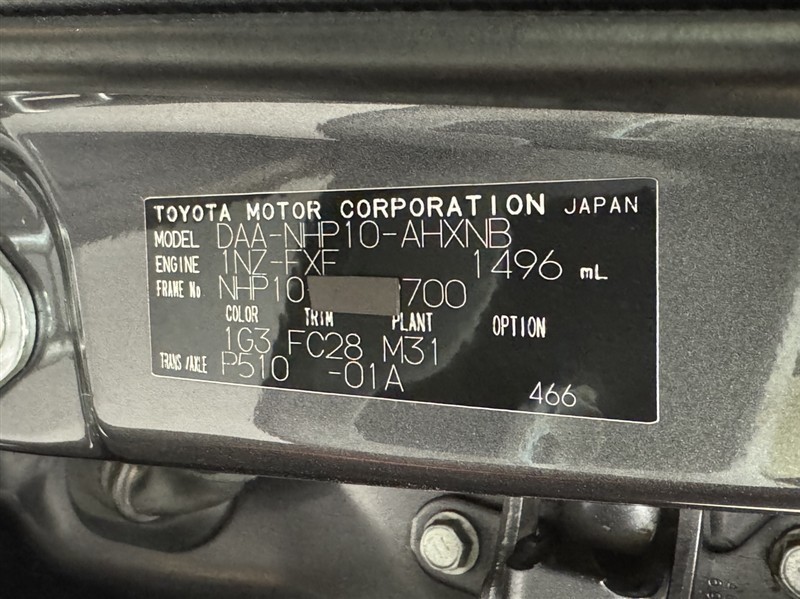 TOYOTA MOTOR CORPORATION JAPAN
MODEL DAA-NHP10-AHXNB
ENGINE 1NZ-FXF 1496 mL
FRAME No NHP10 700
COLOR TRIM PLANT OPTION
1G3 FC28 M31
TRANS/AXLE P510 -01A
466